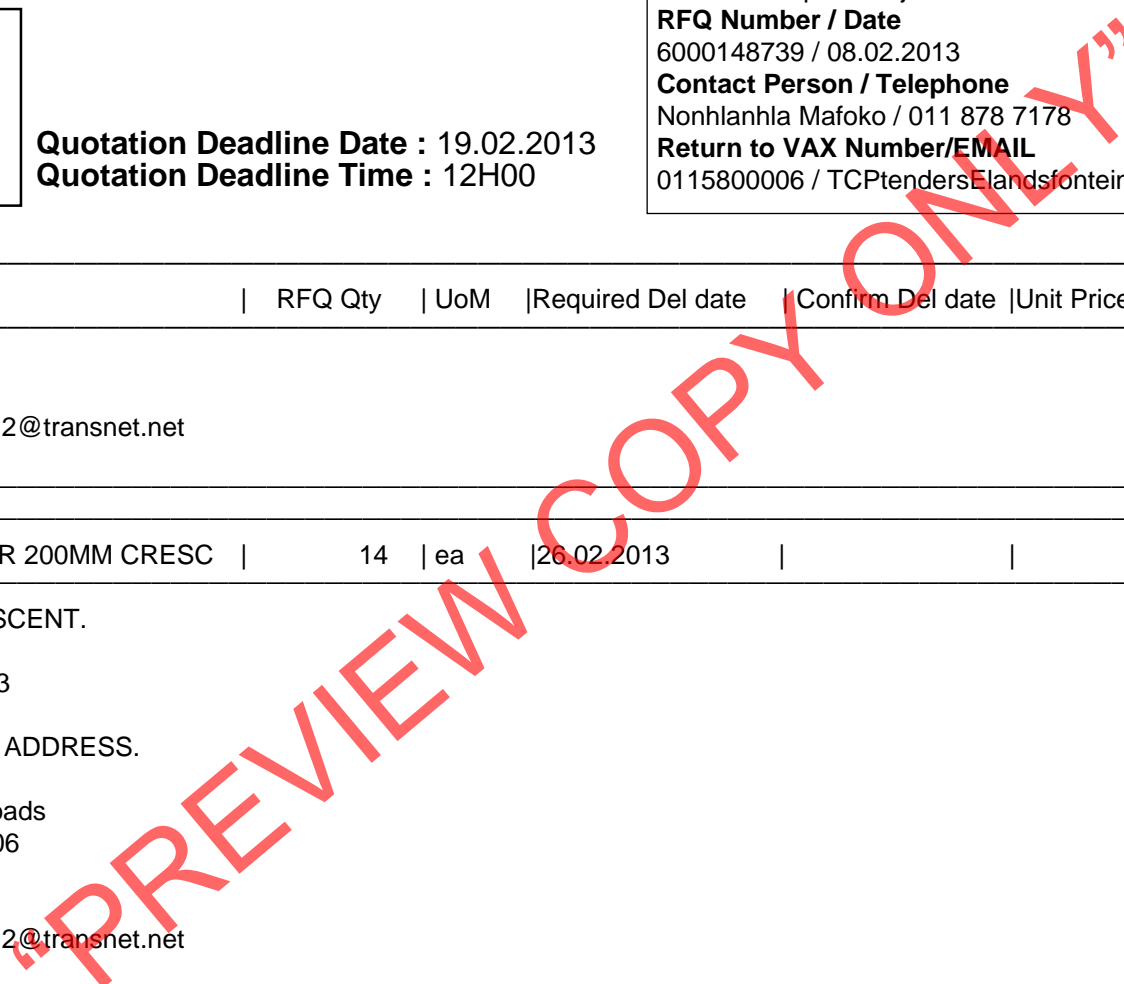 RFQ Number / Date
6000148739 / 08.02.2013
Contact Person / Telephone
Nonhlanhla Mafoko / 011 878 7178
Return to VAX Number/EMAIL
0115800006 / TCPtendersElandsfontein
Quotation Deadline Date : 19.02.2013
Quotation Deadline Time : 12H00
| RFQ Qty | UoM |Required Del date | Confirm Del date |Unit Price
2@transnet.net
R 200MM CRESC | 14 | ea |26.02.2013 | |
SCENT.
3
ADDRESS.
oads
06
2@transnet.net
“PREVIEW COPY ONLY”